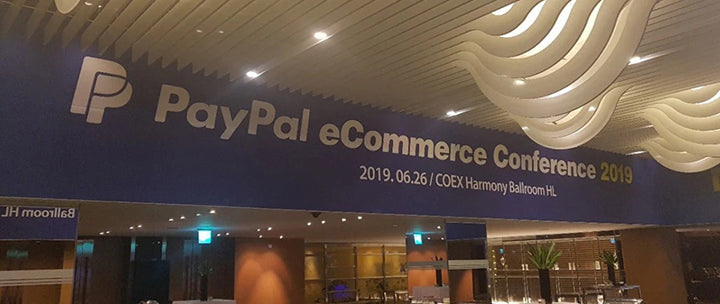 PayPal eCommerce Conference 2019
2019. 06.26 / COEX Harmony Ballroom HL
Ballroom HL